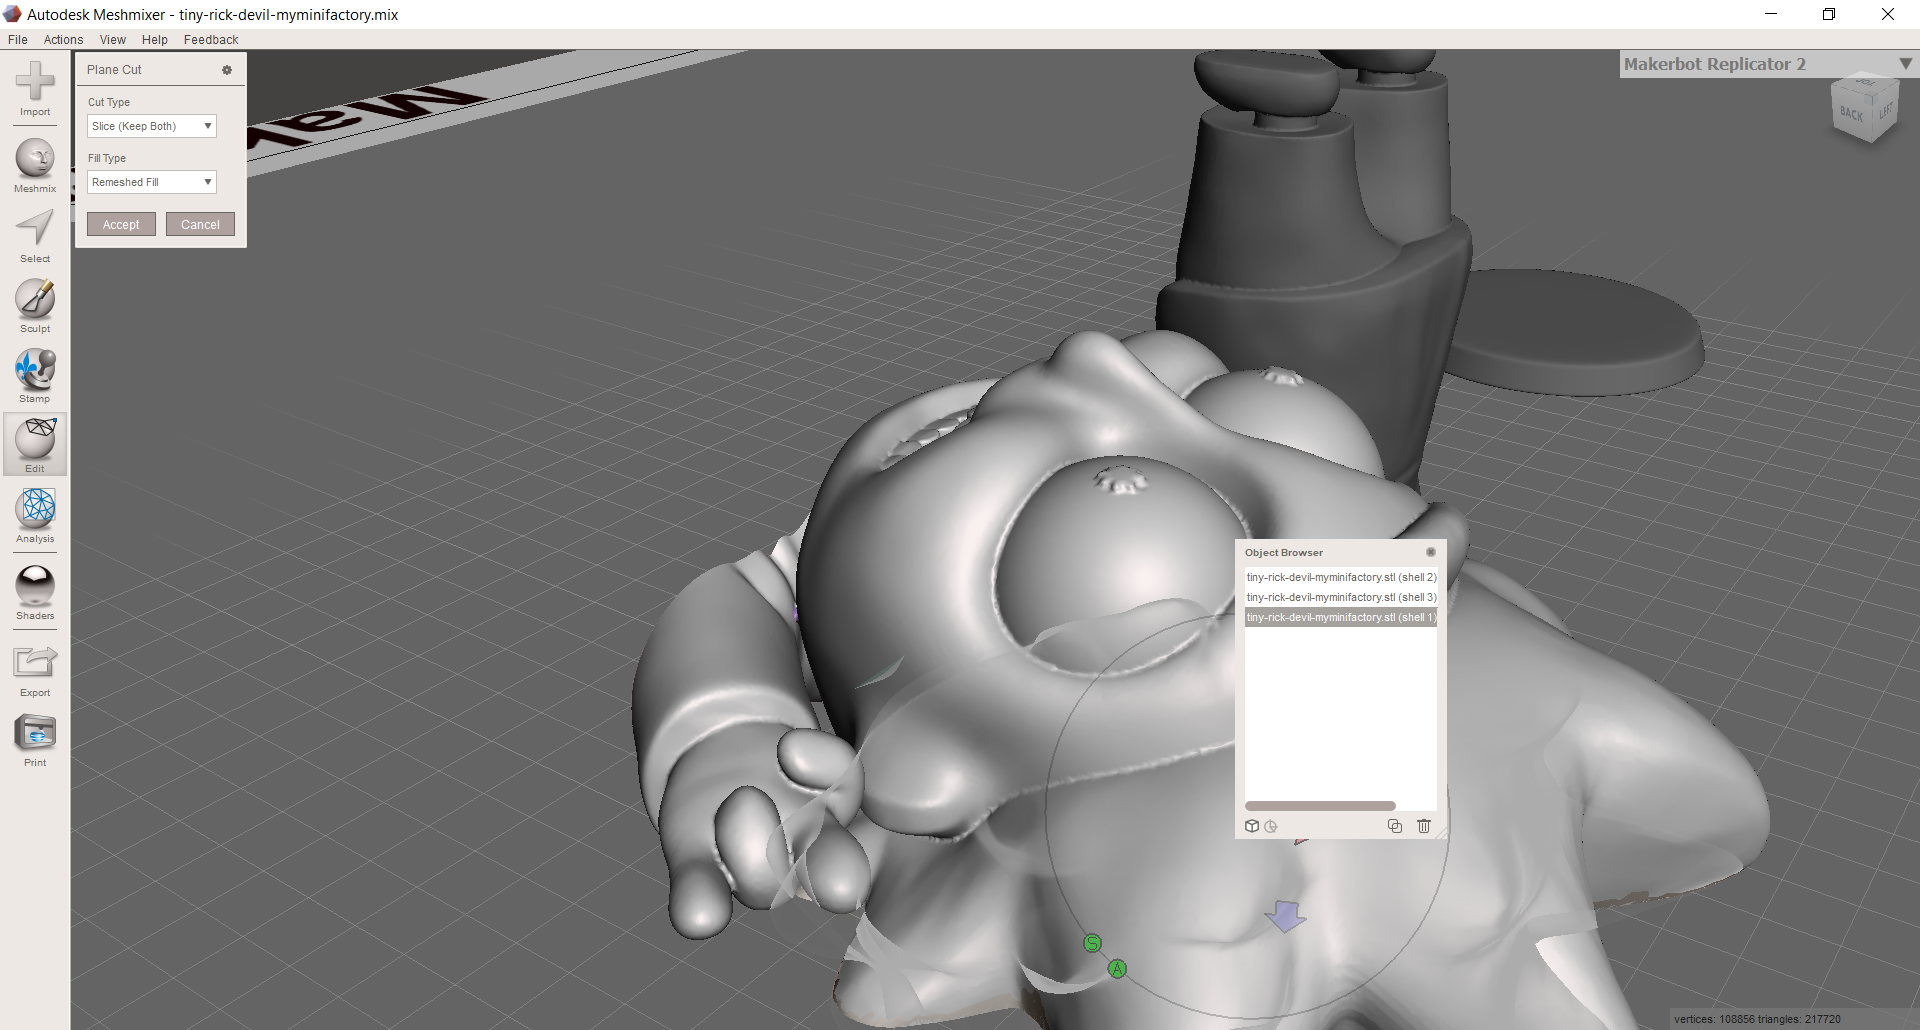 Autodesk Meshmixer - tiny-rick-devil-myminifactory.mix
File Actions View Help Feedback
Import
Meshmix
Select
Sculpt
Stamp
Edit
Analysis
Shaders
Export
Print
Plane Cut
Cut Type
Slice (Keep Both)
Fill Type
Remeshed Fill
Accept Cancel
Makerbot Replicator 2
BACK
LEFT
TOP
Object Browser
tiny-rick-devil-myminifactory.stl (shell 2)
tiny-rick-devil-myminifactory.stl (shell 3)
tiny-rick-devil-myminifactory.stl (shell 1)
S
A
vertices: 108856 triangles: 217720